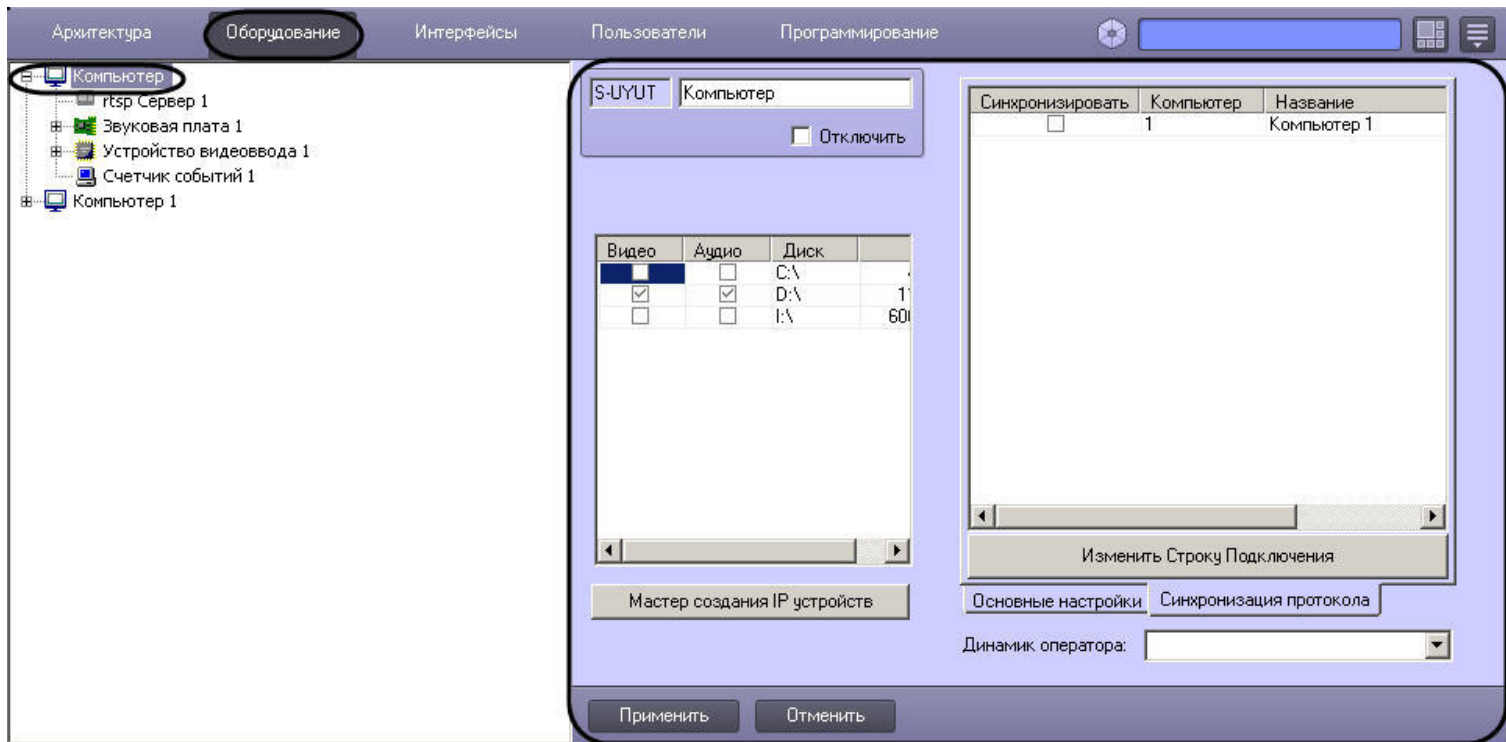 Архитектура Оборудование Интерфейсы Пользователи Программирование
Компьютер
rtsp Сервер 1
Звуковая плата 1
Устройство видеоввода 1
Счетчик событий 1
Компьютер 1
S-UYUT Компьютер
Отключить
Видео Аудио Диск
C:\
D:\ 11
I:\
Мастер создания IP устройств
Синхронизировать Компьютер Название
1 Компьютер 1
Изменить Строку Подключения
Основные настройки Синхронизация протокола
Динамик оператора:
Применить Отменить